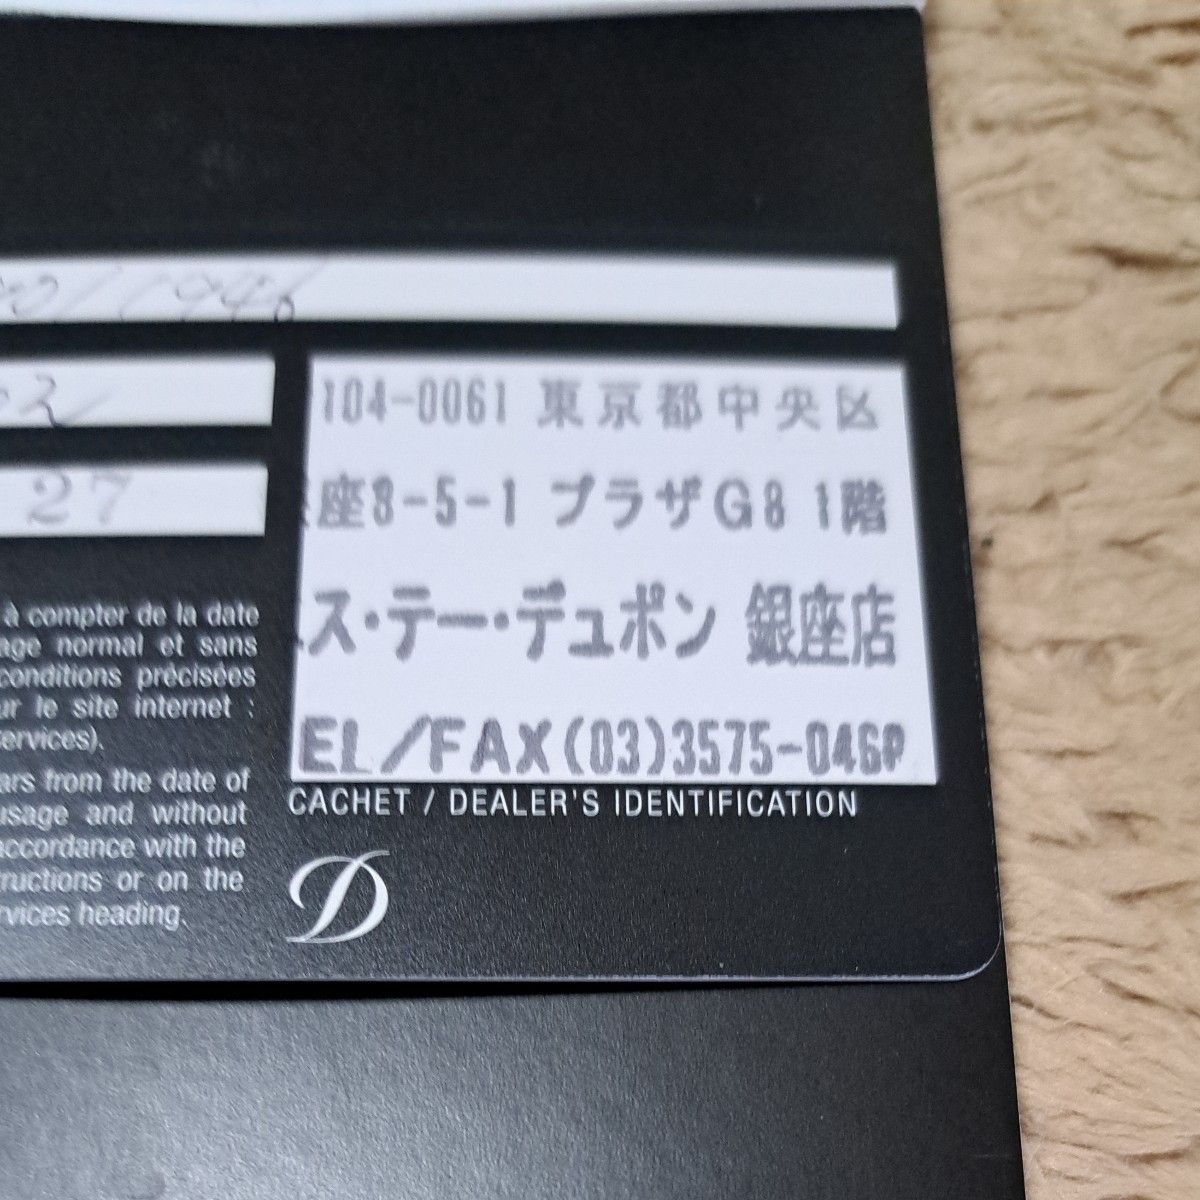 27
104-0061 東京都中央区
座8-5-1 プラザG8 1階
ス・テー・デュポン 銀座店
EL/FAX(03)3575-0460
CACHET / DEALER'S IDENTIFICATION
à compter de la date
age normal et sans
conditions précisées
ur le site internet :
ervices).
ars from the date of
usage and without
accordance with the
tructions or on the
rvices heading.
D